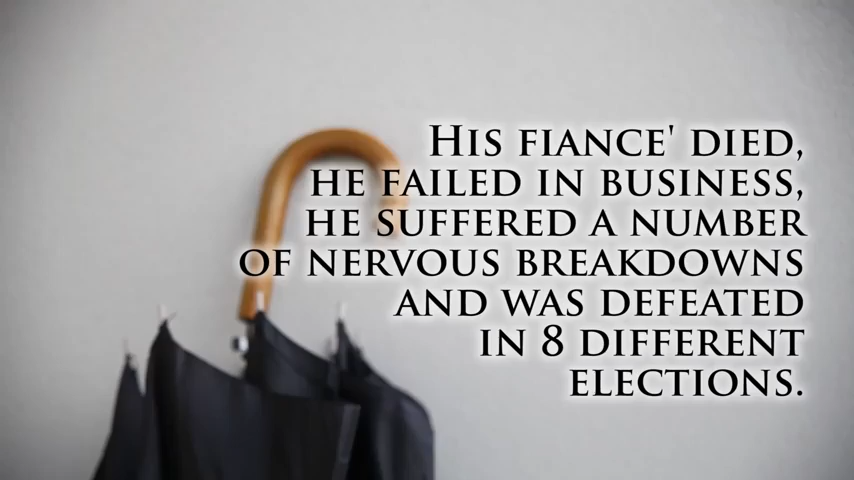 His fiance' died,
he failed in business,
he suffered a number
of nervous breakdowns
and was defeated
in 8 different
elections.